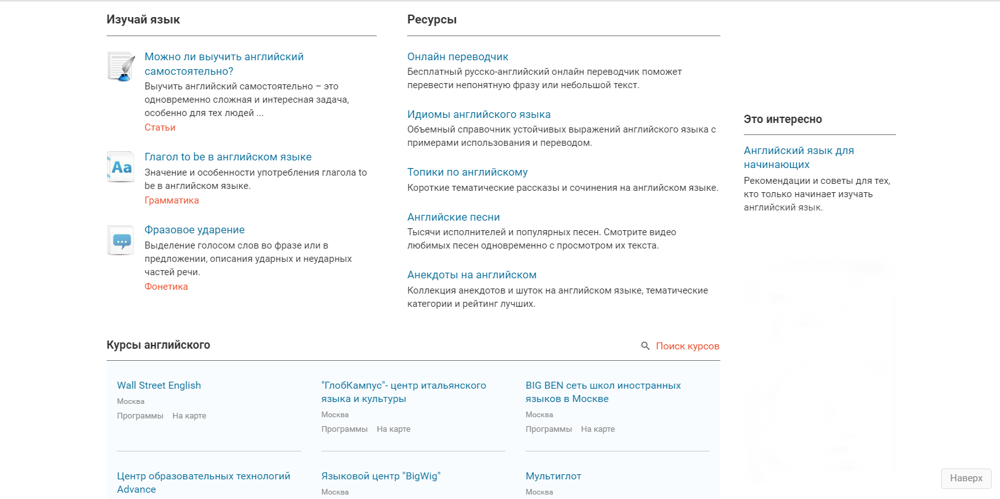 Изучай язык
Можно ли выучить английский
самостоятельно?
Выучить английский самостоятельно – это
одновременно сложная и интересная задача,
особенно для тех людей ...
Статьи
Aa
Глагол to be в английском языке
Значение и особенности употребления глагола to
be в английском языке.
Грамматика
Фразовое ударение
Выделение голосом слов во фразе или в
предложении, описания ударных и неударных
частей речи.
Фонетика
Ресурсы
Онлайн переводчик
Бесплатный русско-английский онлайн переводчик поможет
перевести непонятную фразу или небольшой текст.
Идиомы английского языка
Объемный справочник устойчивых выражений английского языка с
примерами использования и переводом.
Топики по английскому
Короткие тематические рассказы и сочинения на английском языке.
Английские песни
Тысячи исполнителей и популярных песен. Смотрите видео
любимых песен одновременно с просмотром их текста.
Анекдоты на английском
Коллекция анекдотов и шуток на английском языке, тематические
категории и рейтинг лучших.
Это интересно
Английский язык для
начинающих
Рекомендации и советы для тех,
кто только начинает изучать
английский язык.
Курсы английского
Поиск курсов
Wall Street English
Москва
Программы На карте
"ГлобКампус"- центр итальянского
языка и культуры
Москва
Программы На карте
BIG BEN сеть школ иностранных
языков в Москве
Москва
Программы На карте
Центр образовательных технологий
Advance
Языковой центр "BigWig"
Москва
Мультиглот
Москва
Наверх